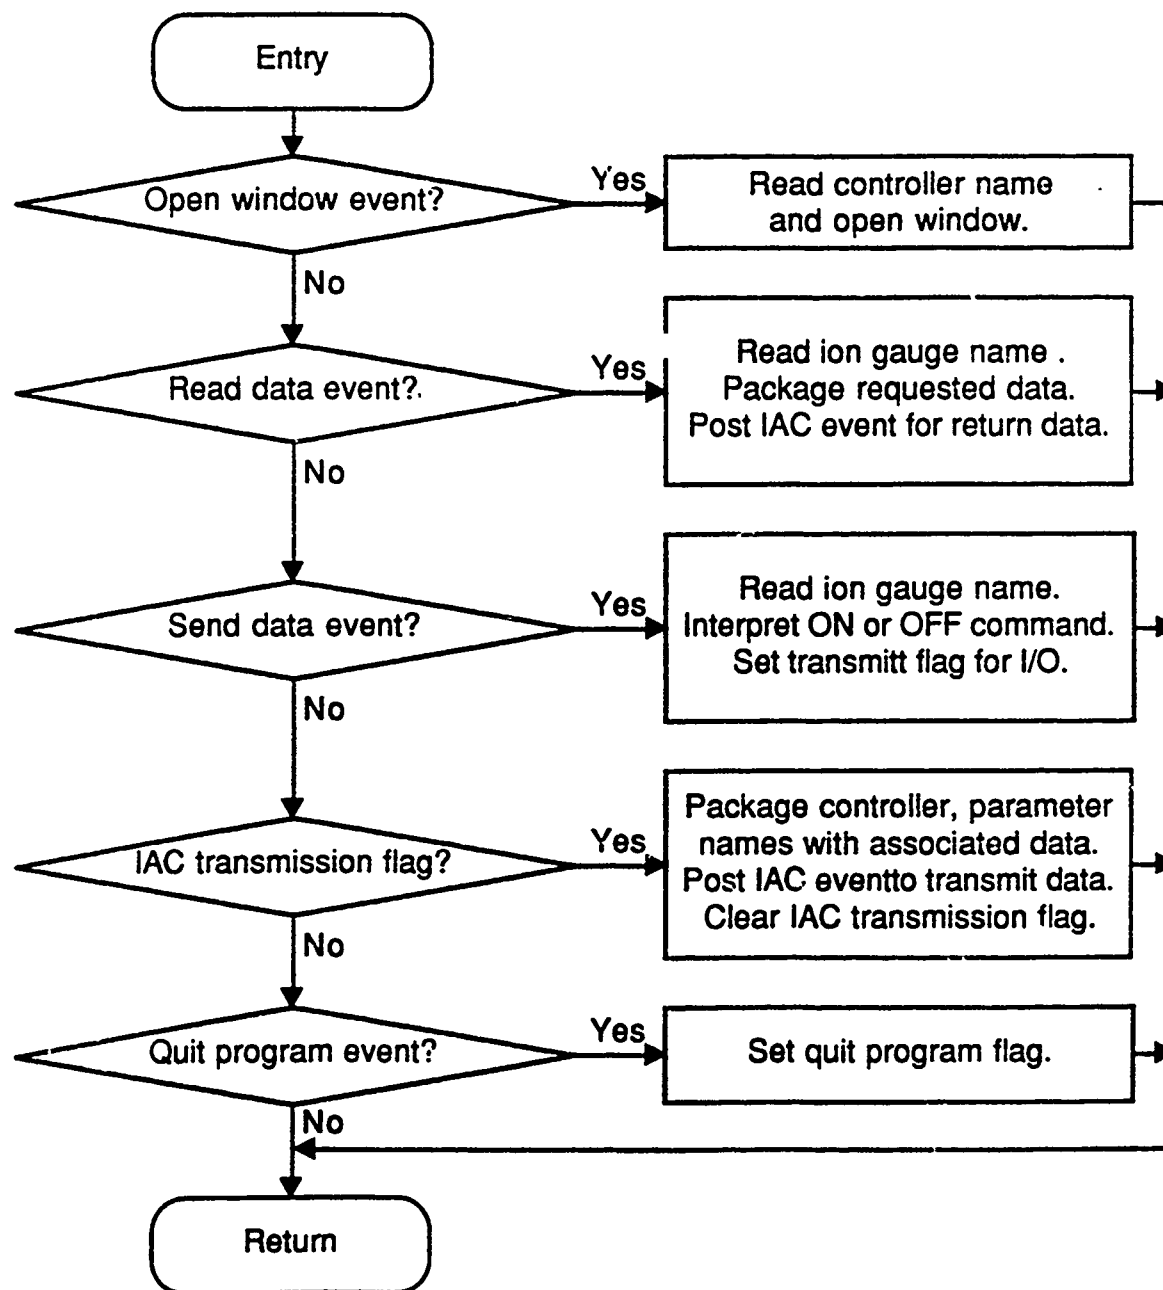 Entry
Open window event?
Yes
Read controller name
and open window.
No
Read data event?
Yes
Read ion gauge name .
Package requested data.
Post IAC event for return data.
No
Send data event?
Yes
Read ion gauge name.
Interpret ON or OFF command.
Set transmitt flag for I/O.
No
IAC transmission flag?
Yes
Package controller, parameter
names with associated data.
Post IAC eventto transmit data.
Clear IAC transmission flag.
No
Quit program event?
Yes
Set quit program flag.
No
Return